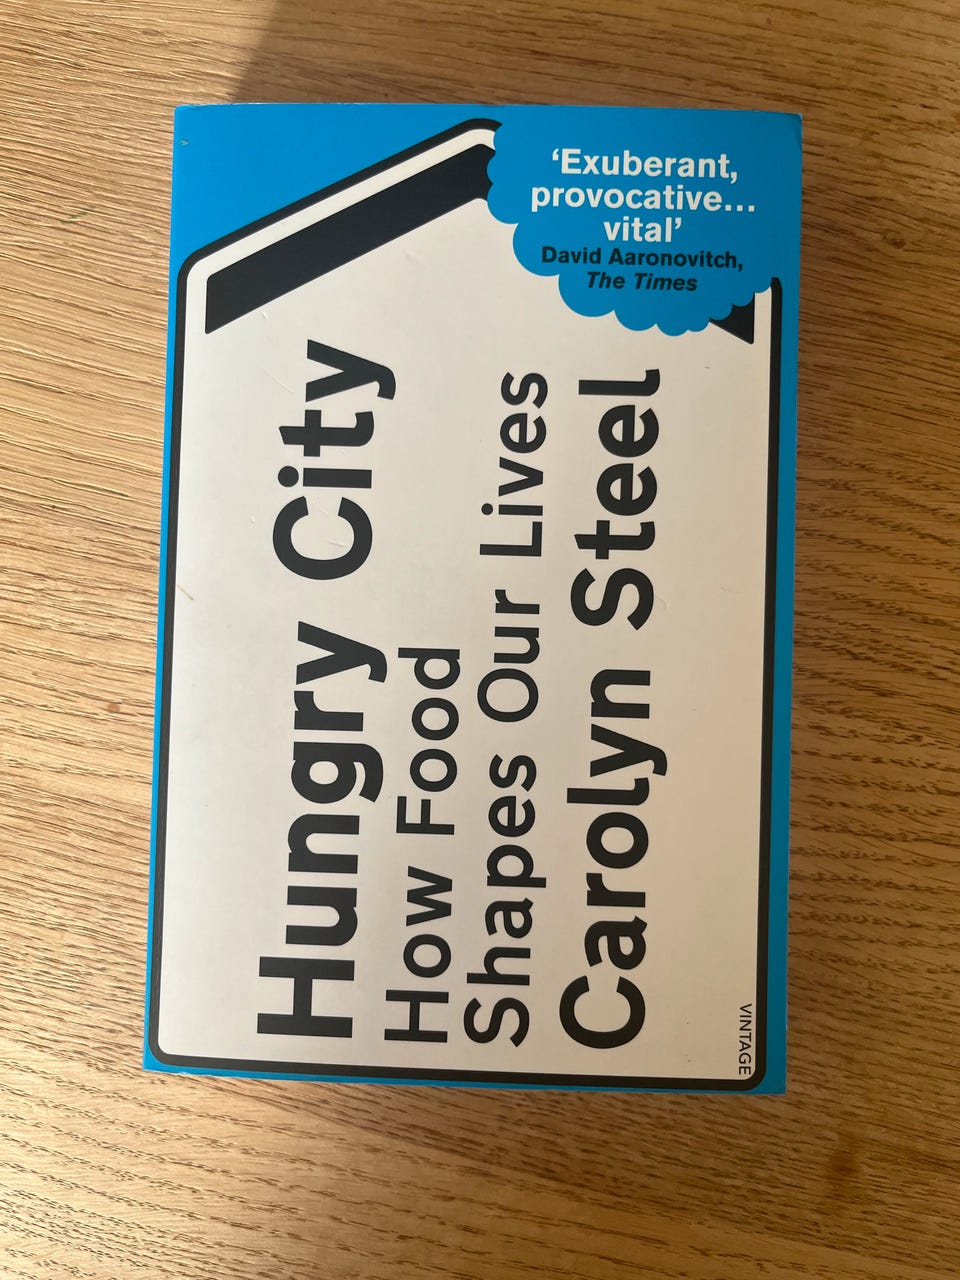 ‘Exuberant,
provocative...
vital’
David Aaronovitch,
The Times
Hungry City
How Food
Shapes Our Lives
Carolyn Steel
VINTAGE